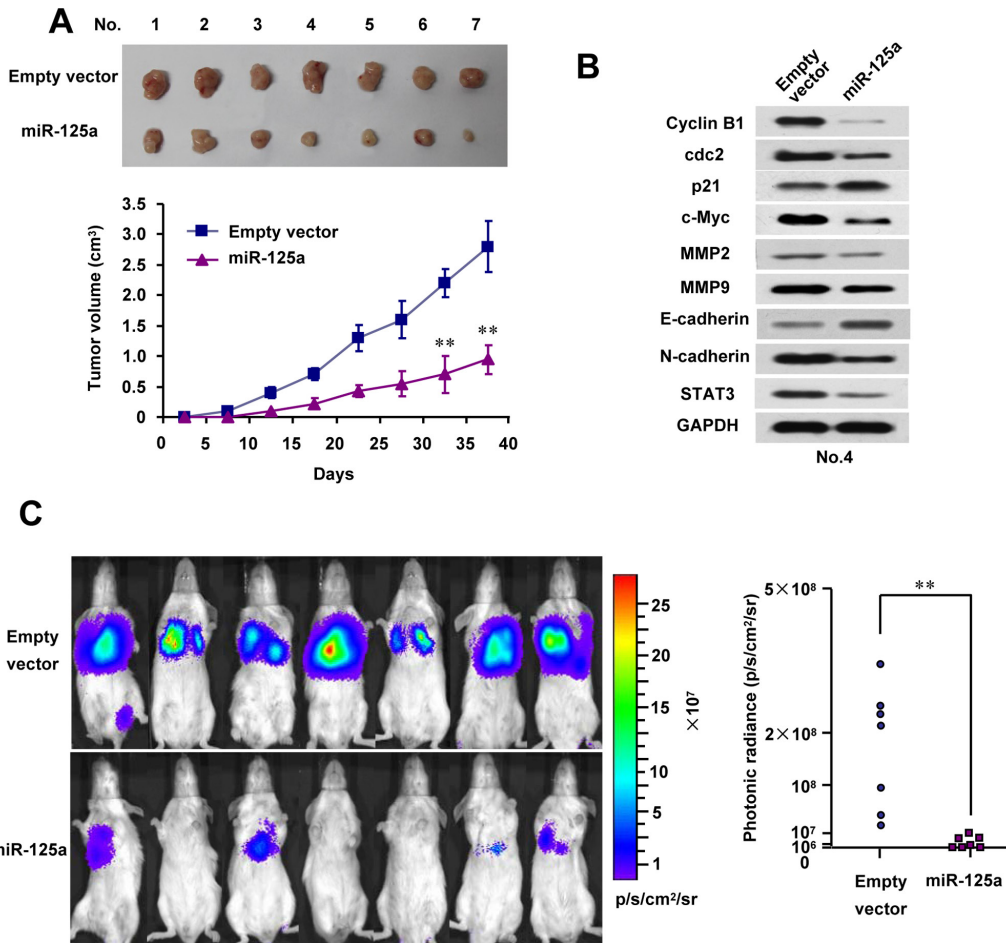 A
No. 1 2 3 4 5 6 7
Empty vector
miR-125a
3.5
3.0
2.5
2.0
1.5
1.0
0.5
0
Tumor volume (cm³)
Empty vector
miR-125a
**
**
0 5 10 15 20 25 30 35 40
Days
B
Empty vector
miR-125a
Cyclin B1
cdc2
p21
c-Myc
MMP2
MMP9
E-cadherin
N-cadherin
STAT3
GAPDH
No.4
C
Empty
vector
miR-125a
25
20
15
10
5
1
×10⁷
p/s/cm²/sr
Photonic radiance (p/s/cm²/sr)
5×10⁸
2×10⁸
10⁸
10⁷
10⁶
0
**
Empty
vector
miR-125a